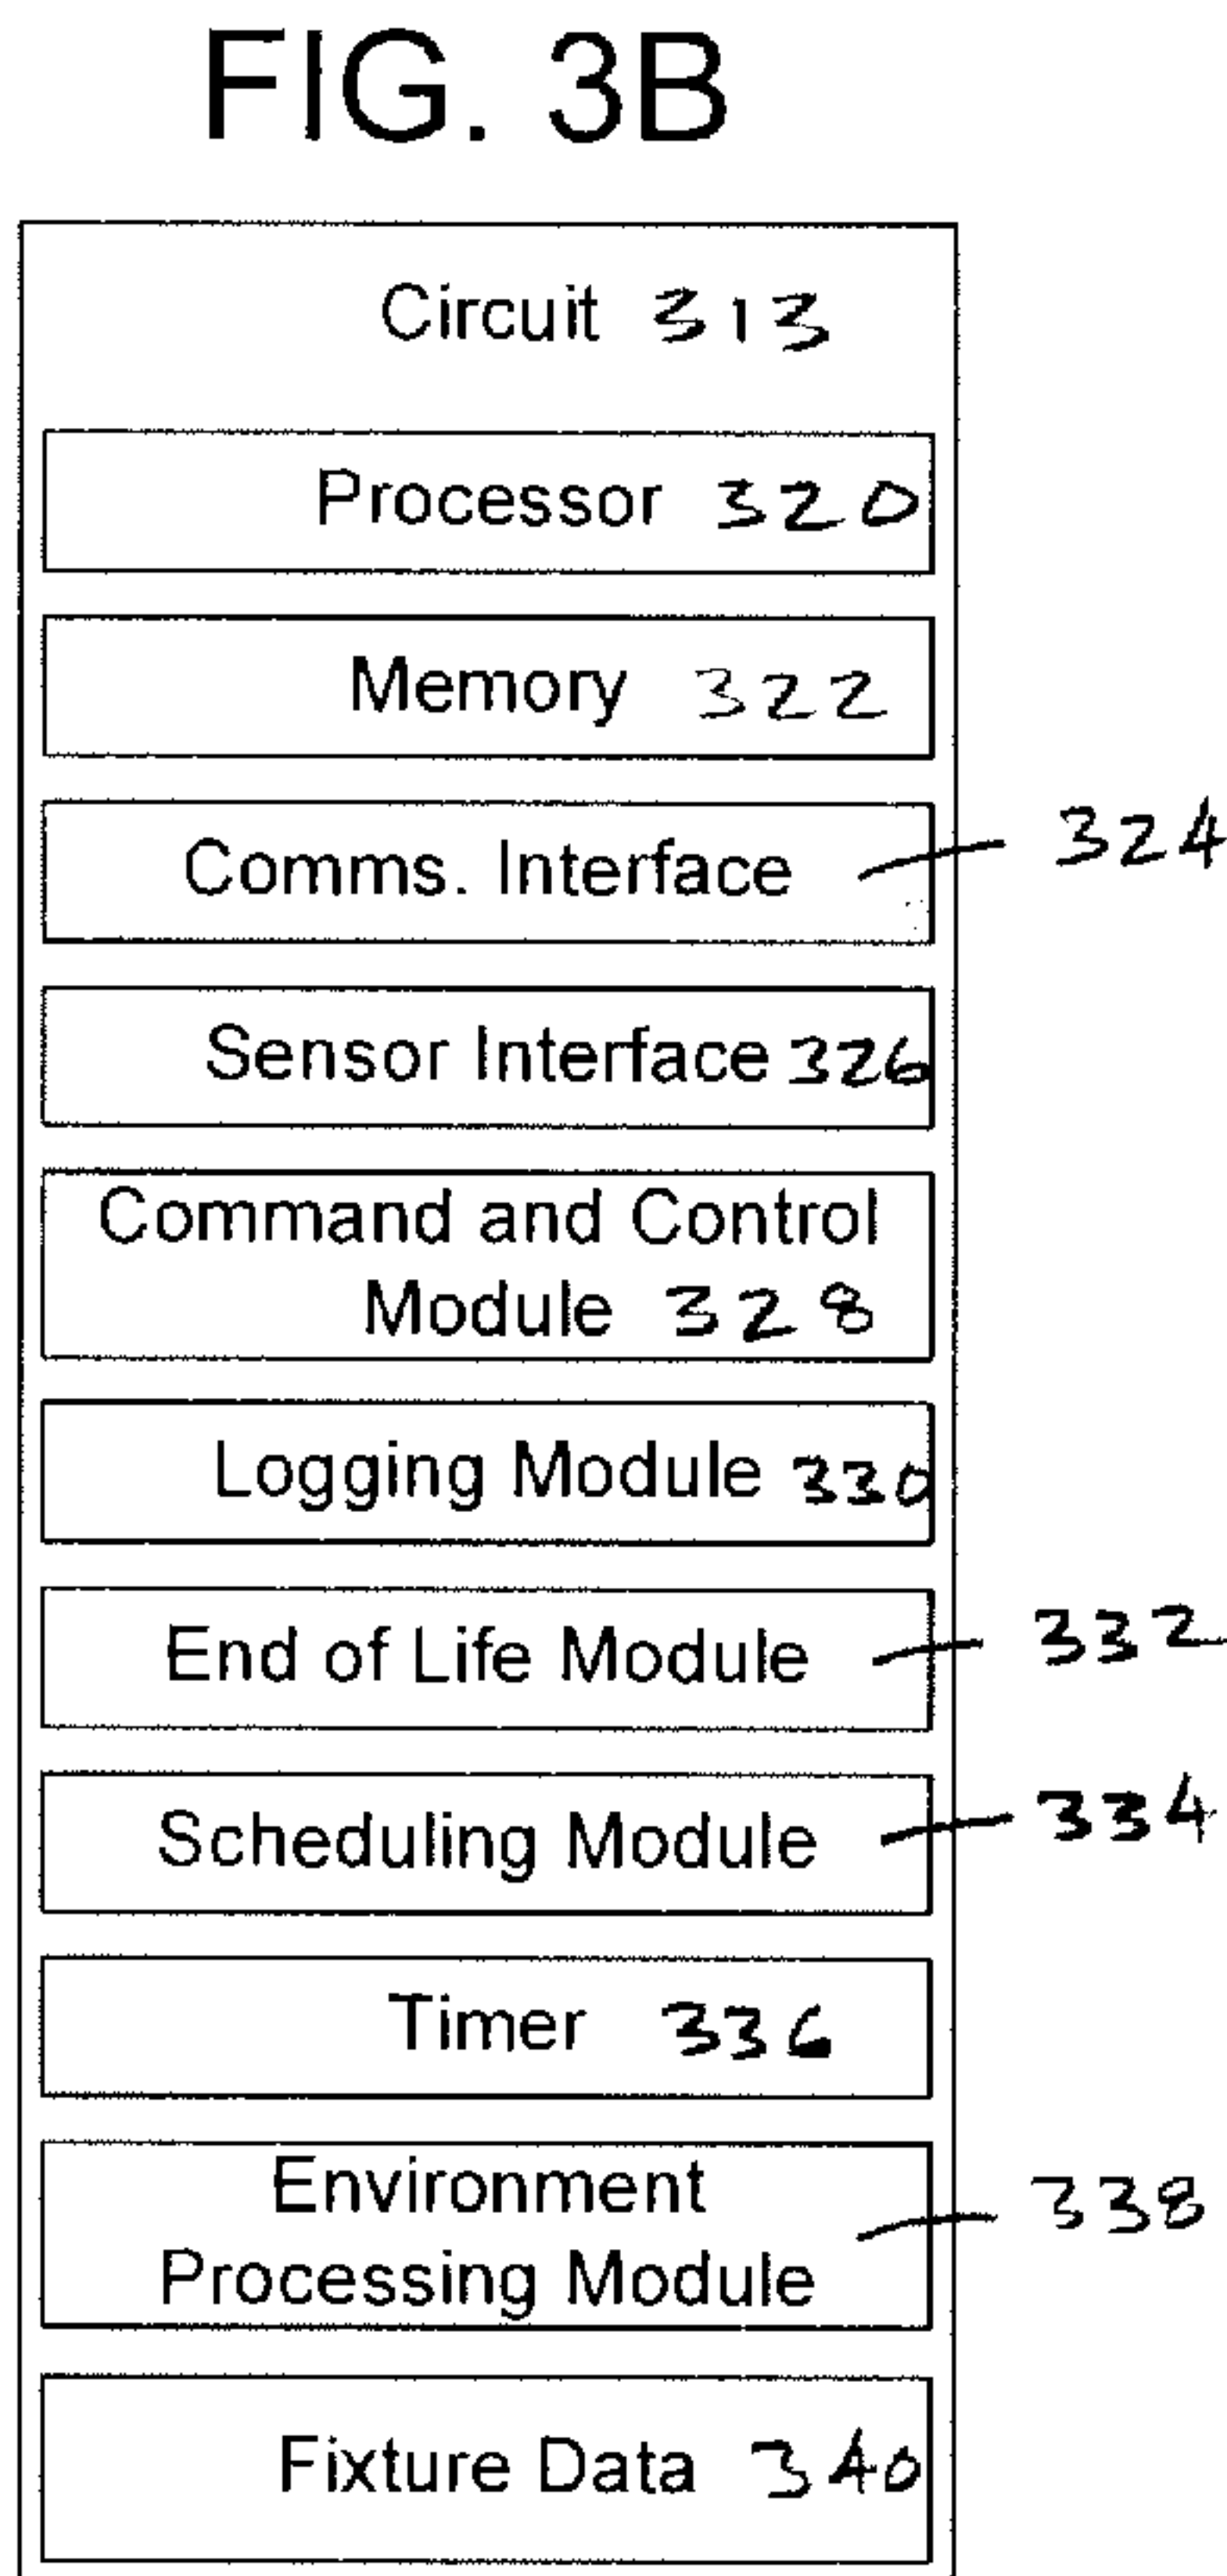 FIG. 3B
Circuit 313
Processor 320
Memory 322
Comms. Interface 324
Sensor Interface 326
Command and Control
Module 328
Logging Module 330
End of Life Module 332
Scheduling Module 334
Timer 336
Environment
Processing Module 338
Fixture Data 340